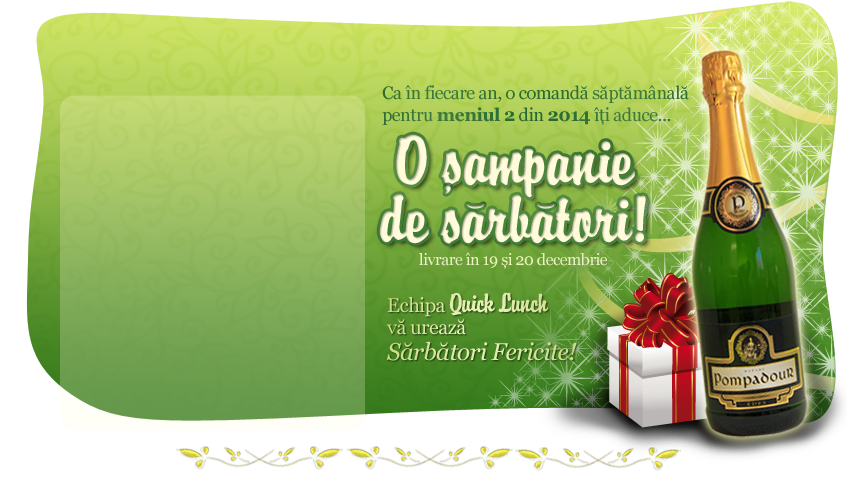 Ca în fiecare an, o comandă săptămânală
pentru meniul 2 din 2014 îți aduce...
O șampanie
de sărbători!
livrare în 19 și 20 decembrie
Echipa Quick Lunch
vă urează
Sărbători Fericite!
P
Pompadour